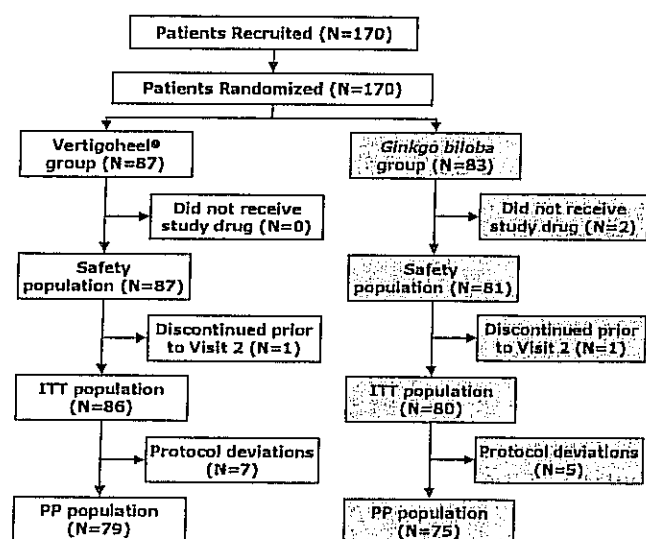 Patients Recruited (N=170)
Patients Randomized (N=170)
Vertigoheel®
group (N=87)
Did not receive
study drug (N=0)
Safety
population (N=87)
Discontinued prior
to Visit 2 (N=1)
ITT population
(N=86)
Protocol deviations
(N=7)
PP population
(N=79)
Ginkgo biloba
group (N=83)
Did not receive
study drug (N=2)
Safety
population (N=81)
Discontinued prior
to Visit 2 (N=1)
ITT population
(N=80)
Protocol deviations
(N=5)
PP population
(N=75)